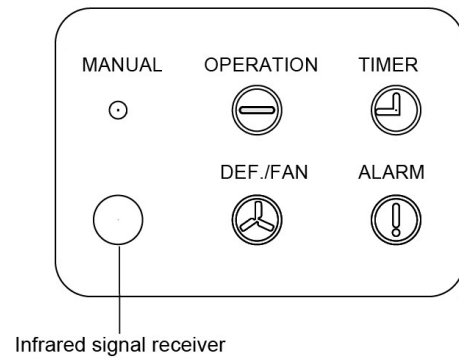 MANUAL OPERATION TIMER
DEF./FAN ALARM
Infrared signal receiver